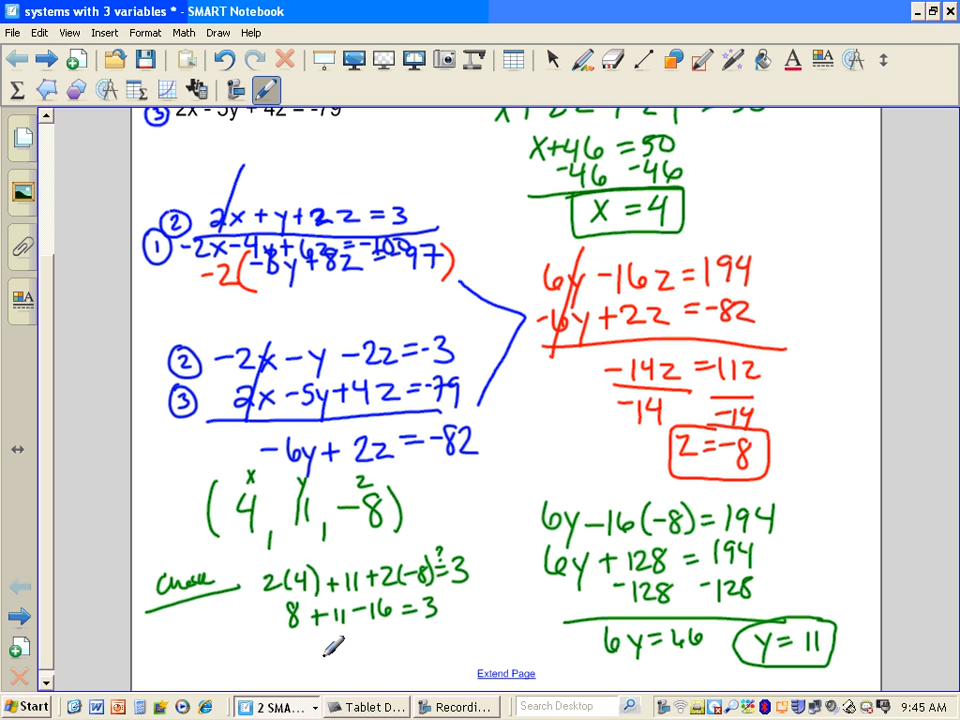 systems with 3 variables * - SMART Notebook
File Edit View Insert Format Math Draw Help
③ 2x - 5y + 4z = -79
x+46 = 50
-46 -46
x = 4
② 2x + y + 2z = 3
① -2x - 4y + 6z = -100
-2( -8y + 8z = -97 )
6y - 16z = 194
-6y + 2z = -82
-14z = 112
-14 -14
z = -8
② -2x - y - 2z = -3
③ 2x - 5y + 4z = -79
-6y + 2z = -82
x y z
( 4 , 11 , -8 )
6y - 16(-8) = 194
6y + 128 = 194
-128 -128
6y = 66 y = 11
Check 2(4) + 11 + 2(-8) ?= 3
8 + 11 - 16 = 3
Extend Page
Start 2 SMA... Tablet D... Recordi... Search Desktop 9:45 AM